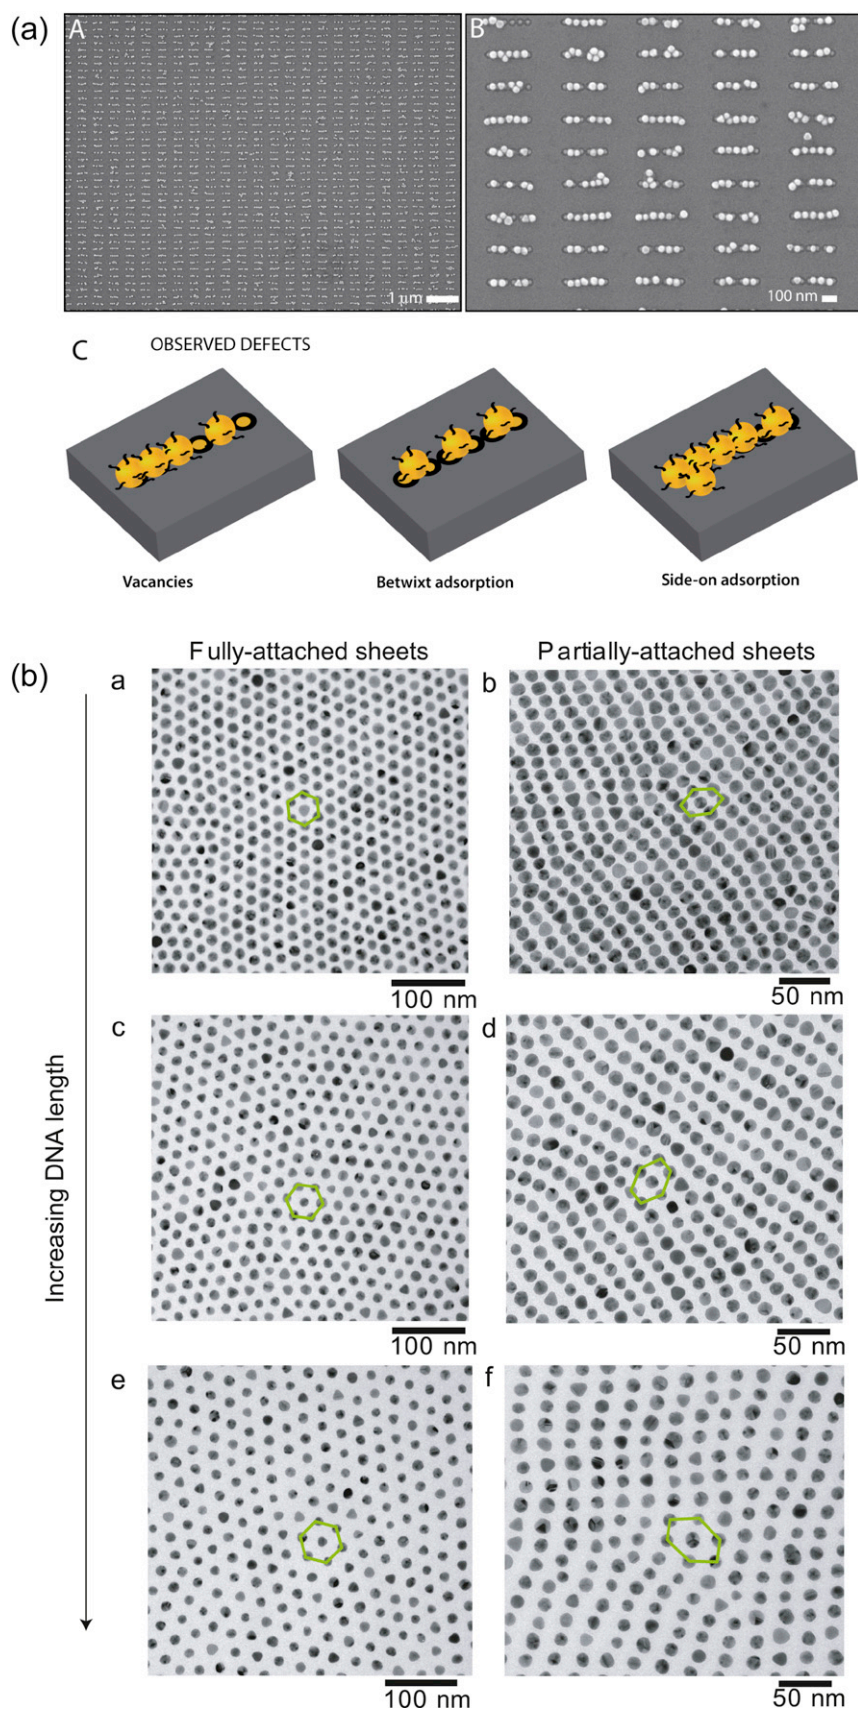 (a)
A
B
1 µm
100 nm
C
OBSERVED DEFECTS
Vacancies
Betwixt adsorption
Side-on adsorption
(b)
Fully-attached sheets
Partially-attached sheets
a
b
100 nm
50 nm
Increasing DNA length
c
d
100 nm
50 nm
e
f
100 nm
50 nm